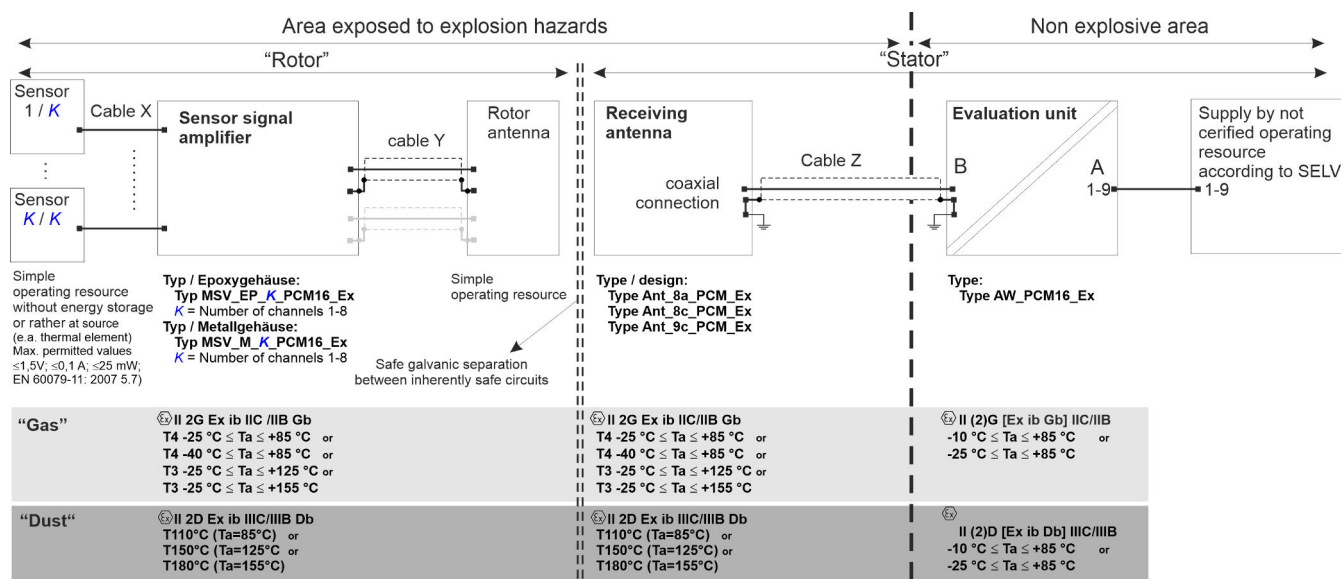 Area exposed to explosion hazards
Non explosive area
“Rotor”
“Stator”
Sensor
1 / K
Cable X
Sensor
K / K
Sensor signal
amplifier
cable Y
Rotor
antenna
Receiving
antenna
coaxial
connection
Cable Z
Evaluation unit
B
A
1-9
Supply by not
cerified operating
resource
according to SELV
1-9
Simple
operating resource
without energy storage
or rather at source
(e.a. thermal element)
Max. permitted values
≤1,5V; ≤0,1 A; ≤25 mW;
EN 60079-11: 2007 5.7)
Typ / Epoxygehäuse:
Typ MSV_EP_K_PCM16_Ex
K = Number of channels 1-8
Typ / Metallgehäuse:
Typ MSV_M_K_PCM16_Ex
K = Number of channels 1-8
Simple
operating resource
Safe galvanic separation
between inherently safe circuits
Type / design:
Type Ant_8a_PCM_Ex
Type Ant_8c_PCM_Ex
Type Ant_9c_PCM_Ex
Type:
Type AW_PCM16_Ex
“Gas”
Ex II 2G Ex ib IIC /IIB Gb
T4 -25 °C ≤ Ta ≤ +85 °C or
T4 -40 °C ≤ Ta ≤ +85 °C or
T3 -25 °C ≤ Ta ≤ +125 °C or
T3 -25 °C ≤ Ta ≤ +155 °C
Ex II 2G Ex ib IIC/IIB Gb
T4 -25 °C ≤ Ta ≤ +85 °C or
T4 -40 °C ≤ Ta ≤ +85 °C or
T3 -25 °C ≤ Ta ≤ +125 °C or
T3 -25 °C ≤ Ta ≤ +155 °C
Ex II (2)G [Ex ib Gb] IIC/IIB
-10 °C ≤ Ta ≤ +85 °C or
-25 °C ≤ Ta ≤ +85 °C
“Dust“
Ex II 2D Ex ib IIIC/IIIB Db
T110°C (Ta=85°C) or
T150°C (Ta=125°C or
T180°C (Ta=155°C)
Ex II 2D Ex ib IIIC/IIIB Db
T110°C (Ta=85°C) or
T150°C (Ta=125°C) or
T180°C (Ta=155°C)
Ex
II (2)D [Ex ib Db] IIIC/IIIB
-10 °C ≤ Ta ≤ +85 °C or
-25 °C ≤ Ta ≤ +85 °C